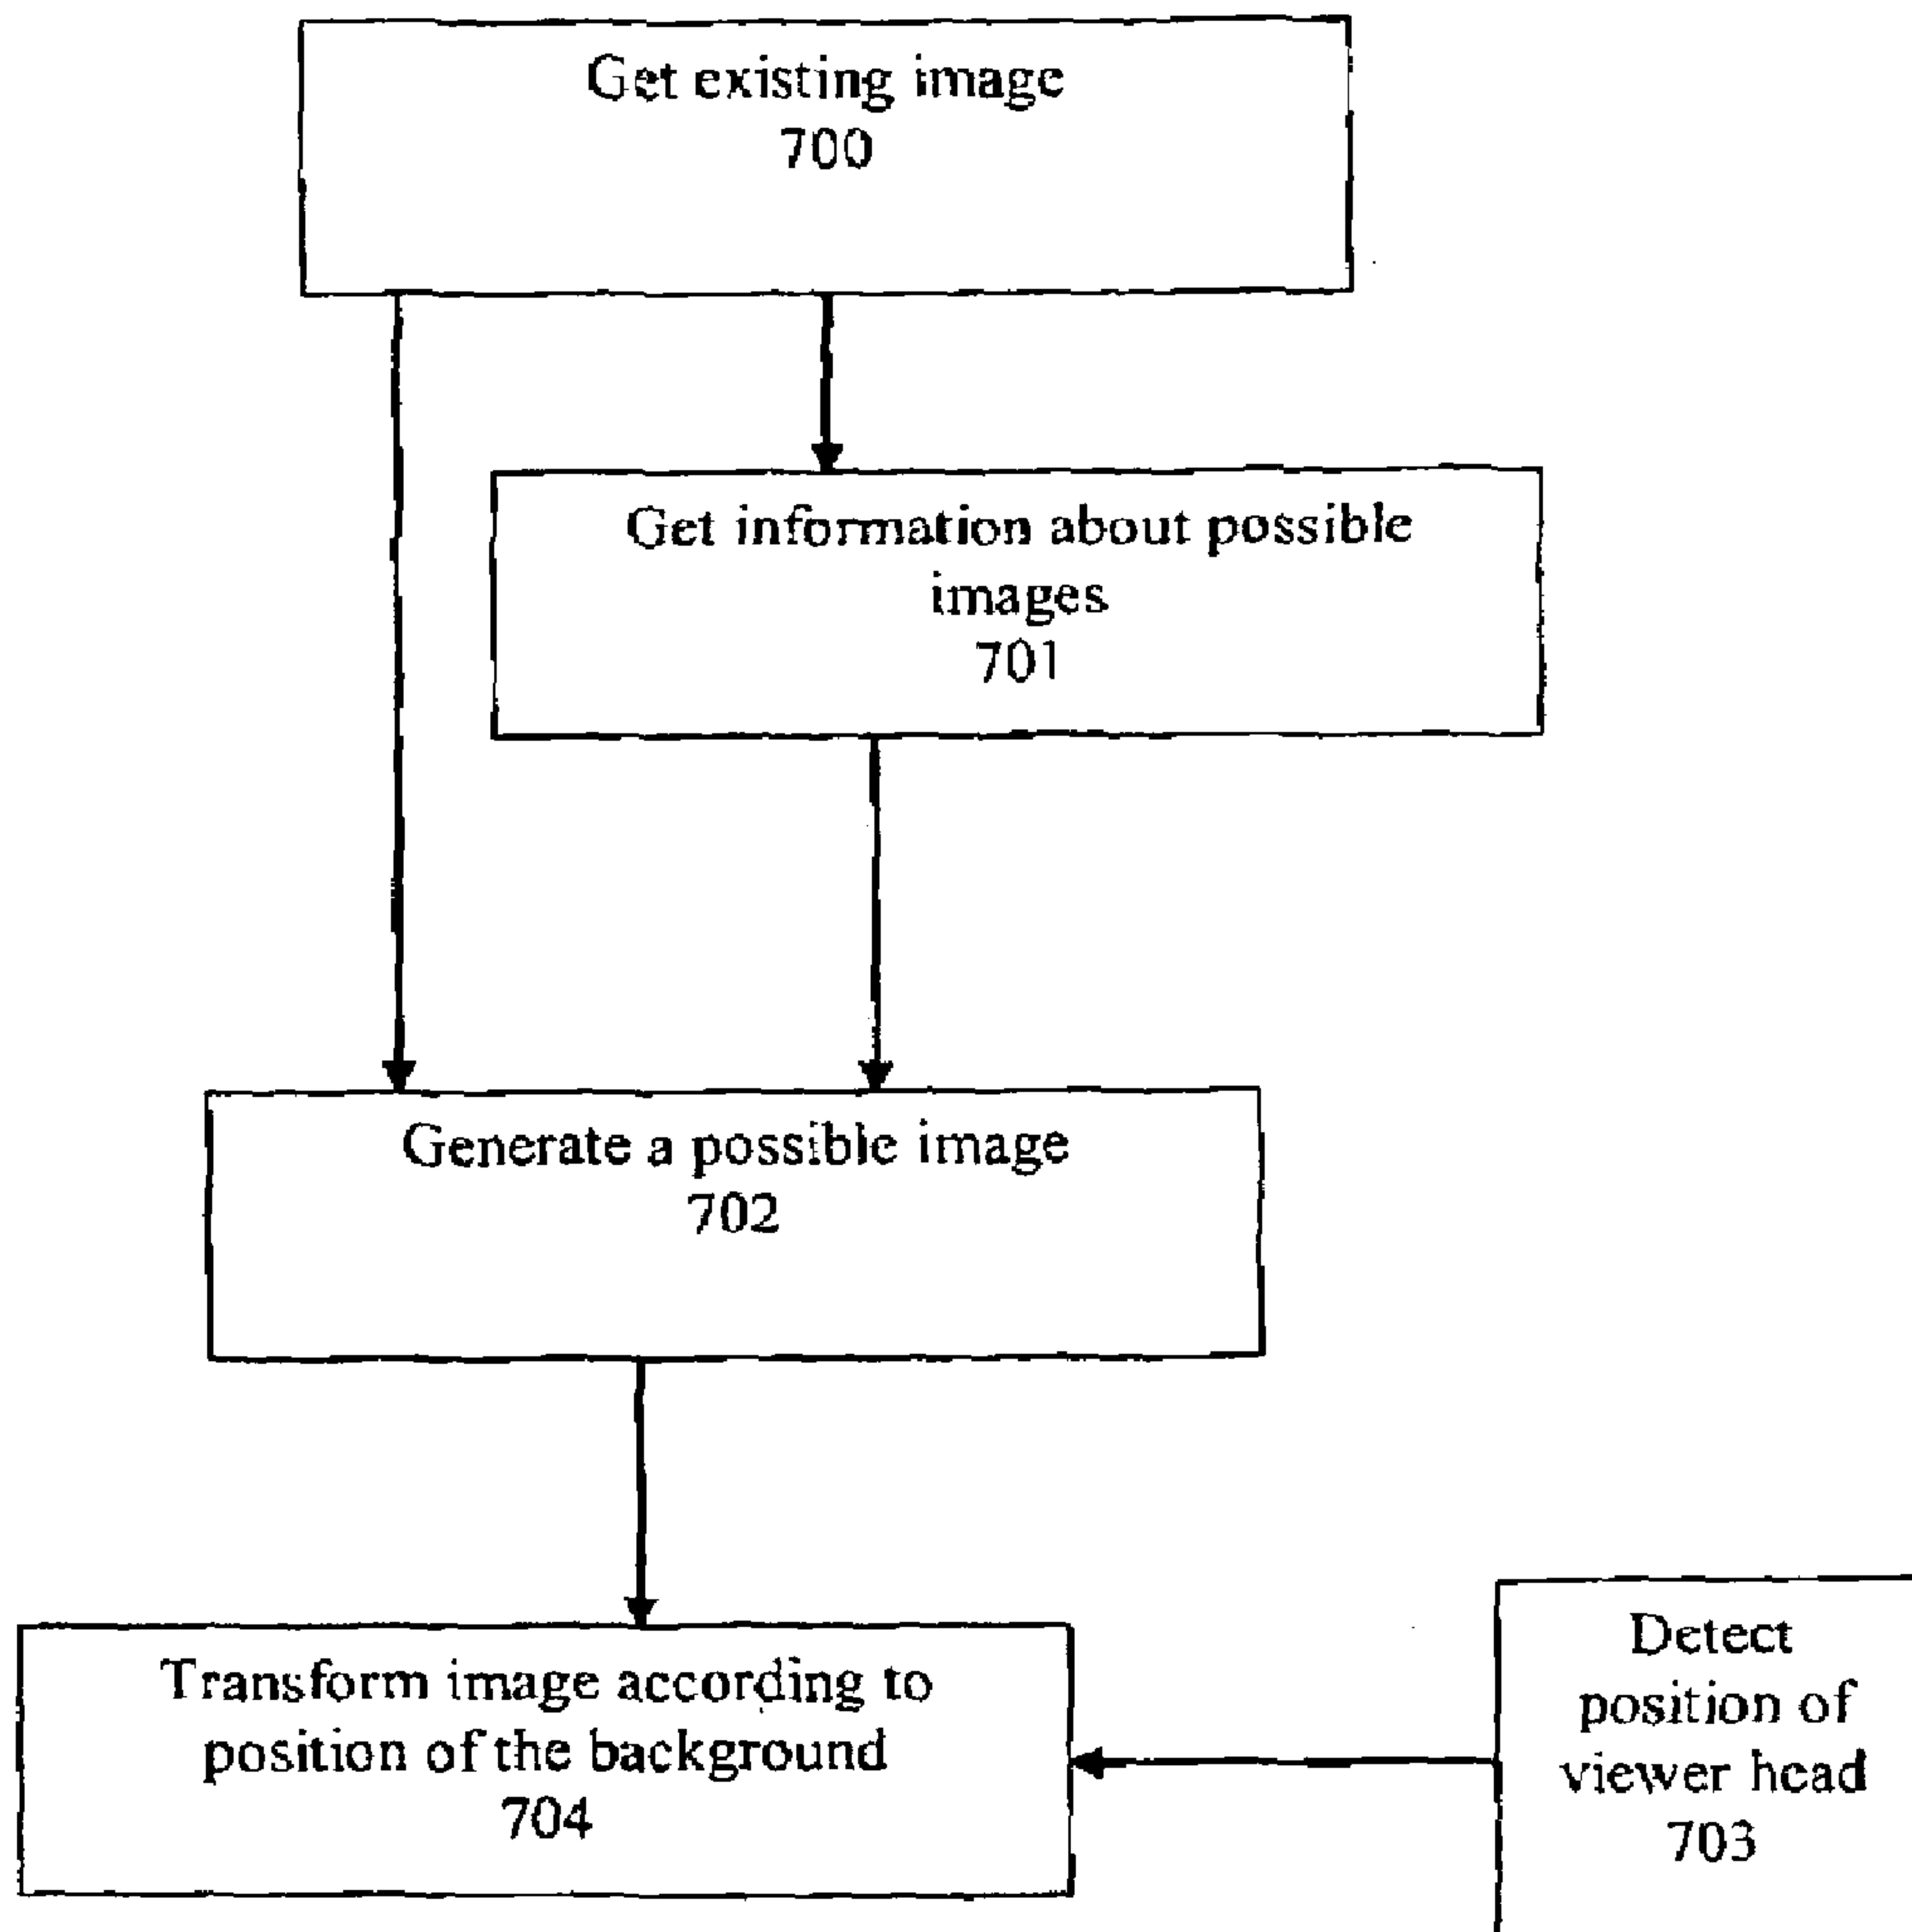 Get existing image
700
Get information about possible
images
701
Generate a possible image
702
Transform image according to
position of the background
704
Detect
position of
viewer head
703